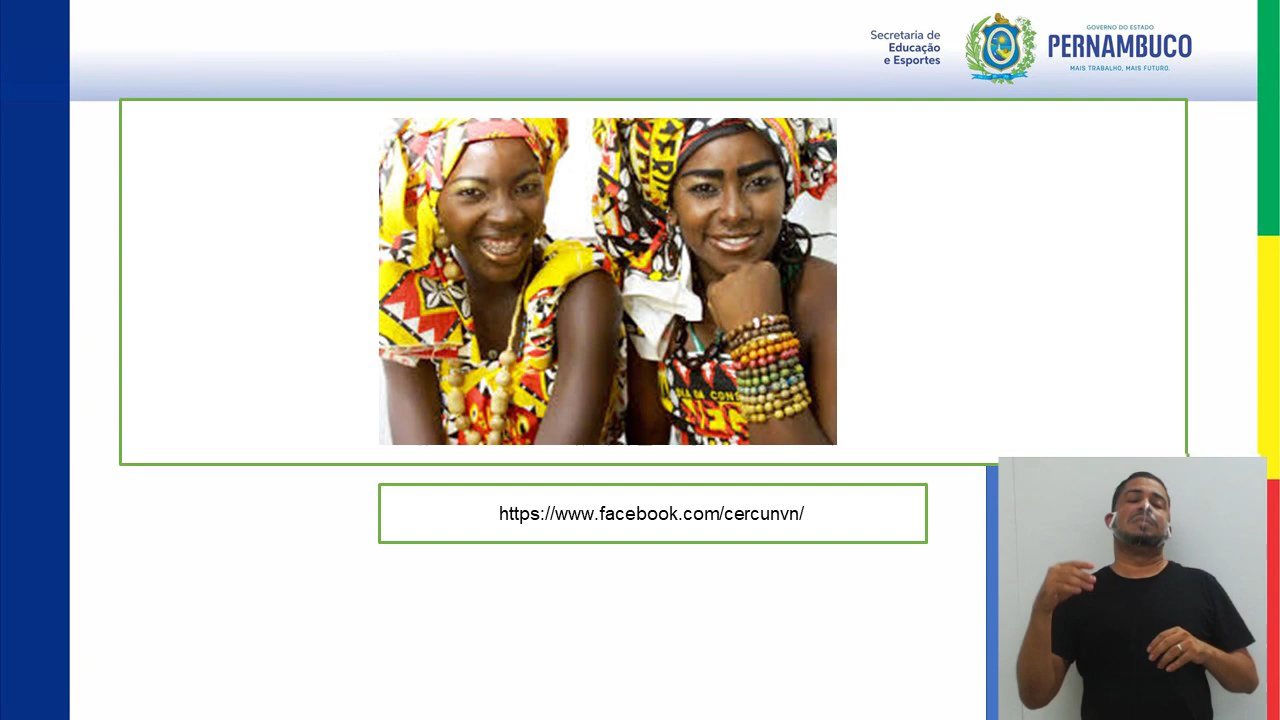 Secretaria de
Educação
e Esportes
GOVERNO DO ESTADO
PERNAMBUCO
MAIS TRABALHO, MAIS FUTURO.
https://www.facebook.com/cercunvn/